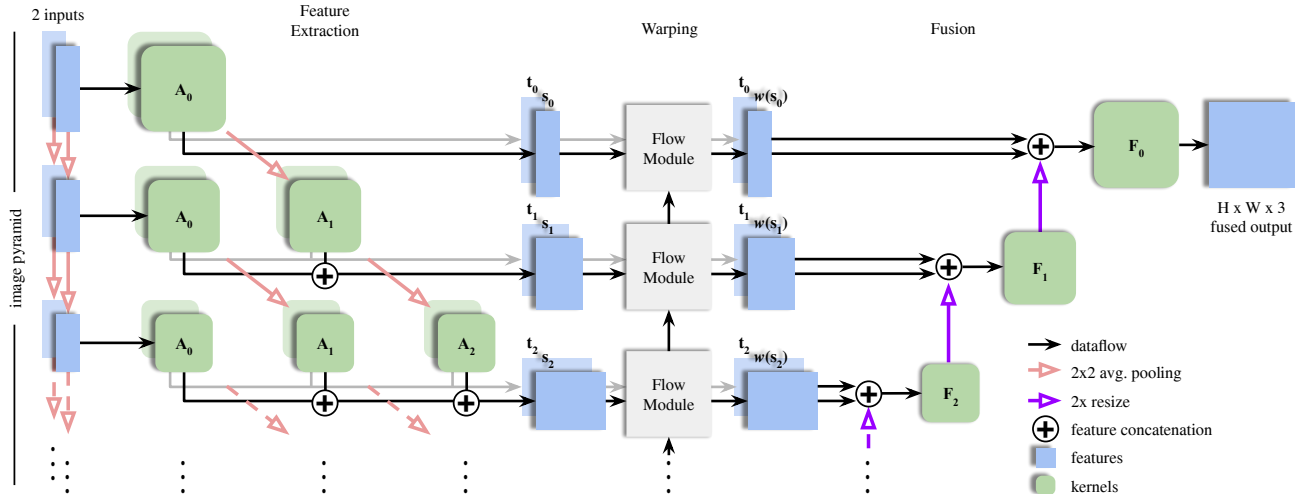 2 inputs
Feature
Extraction
Warping
Fusion
image pyramid
A0
t0 s0
Flow
Module
t0 w(s0)
F0
H x W x 3
fused output
A0
A1
t1 s1
Flow
Module
t1 w(s1)
F1
A0
A1
A2
t2 s2
Flow
Module
t2 w(s2)
F2
dataflow
2x2 avg. pooling
2x resize
feature concatenation
features
kernels